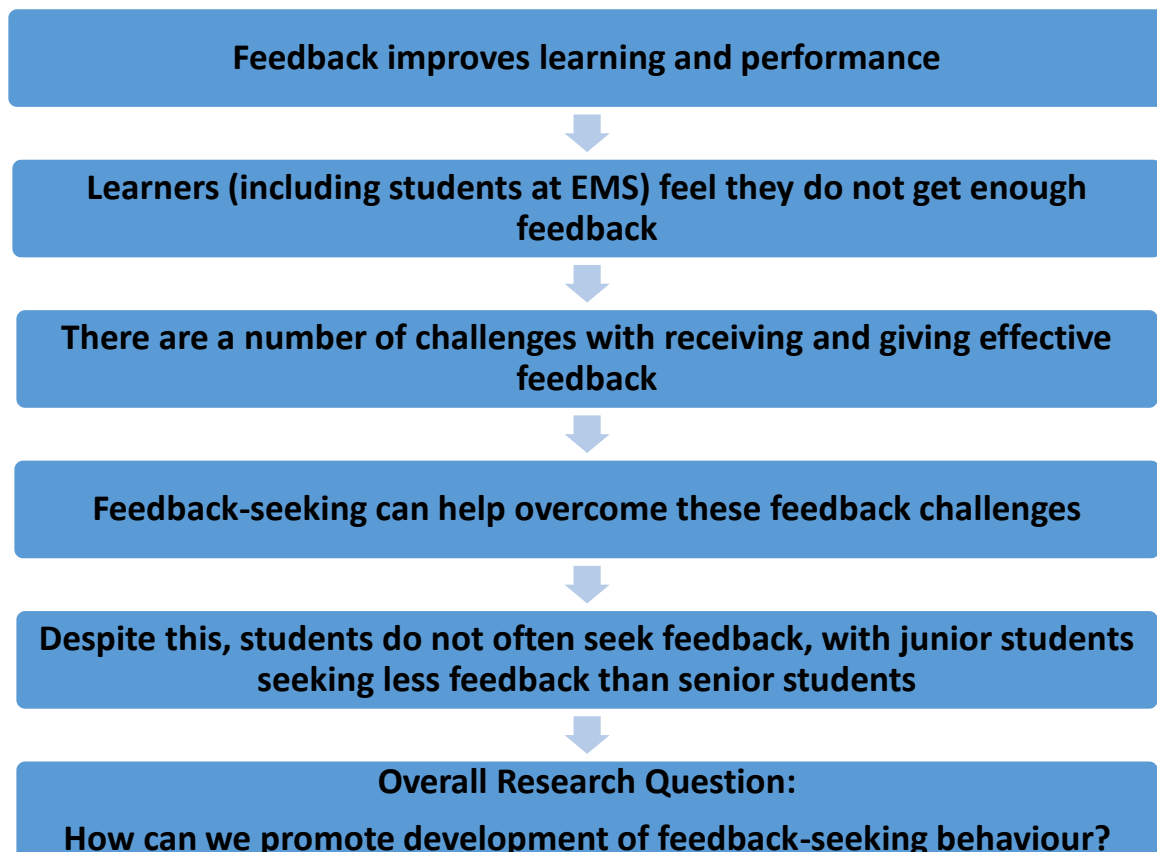 Feedback improves learning and performance
Learners (including students at EMS) feel they do not get enough
feedback
There are a number of challenges with receiving and giving effective
feedback
Feedback-seeking can help overcome these feedback challenges
Despite this, students do not often seek feedback, with junior students
seeking less feedback than senior students
Overall Research Question:
How can we promote development of feedback-seeking behaviour?